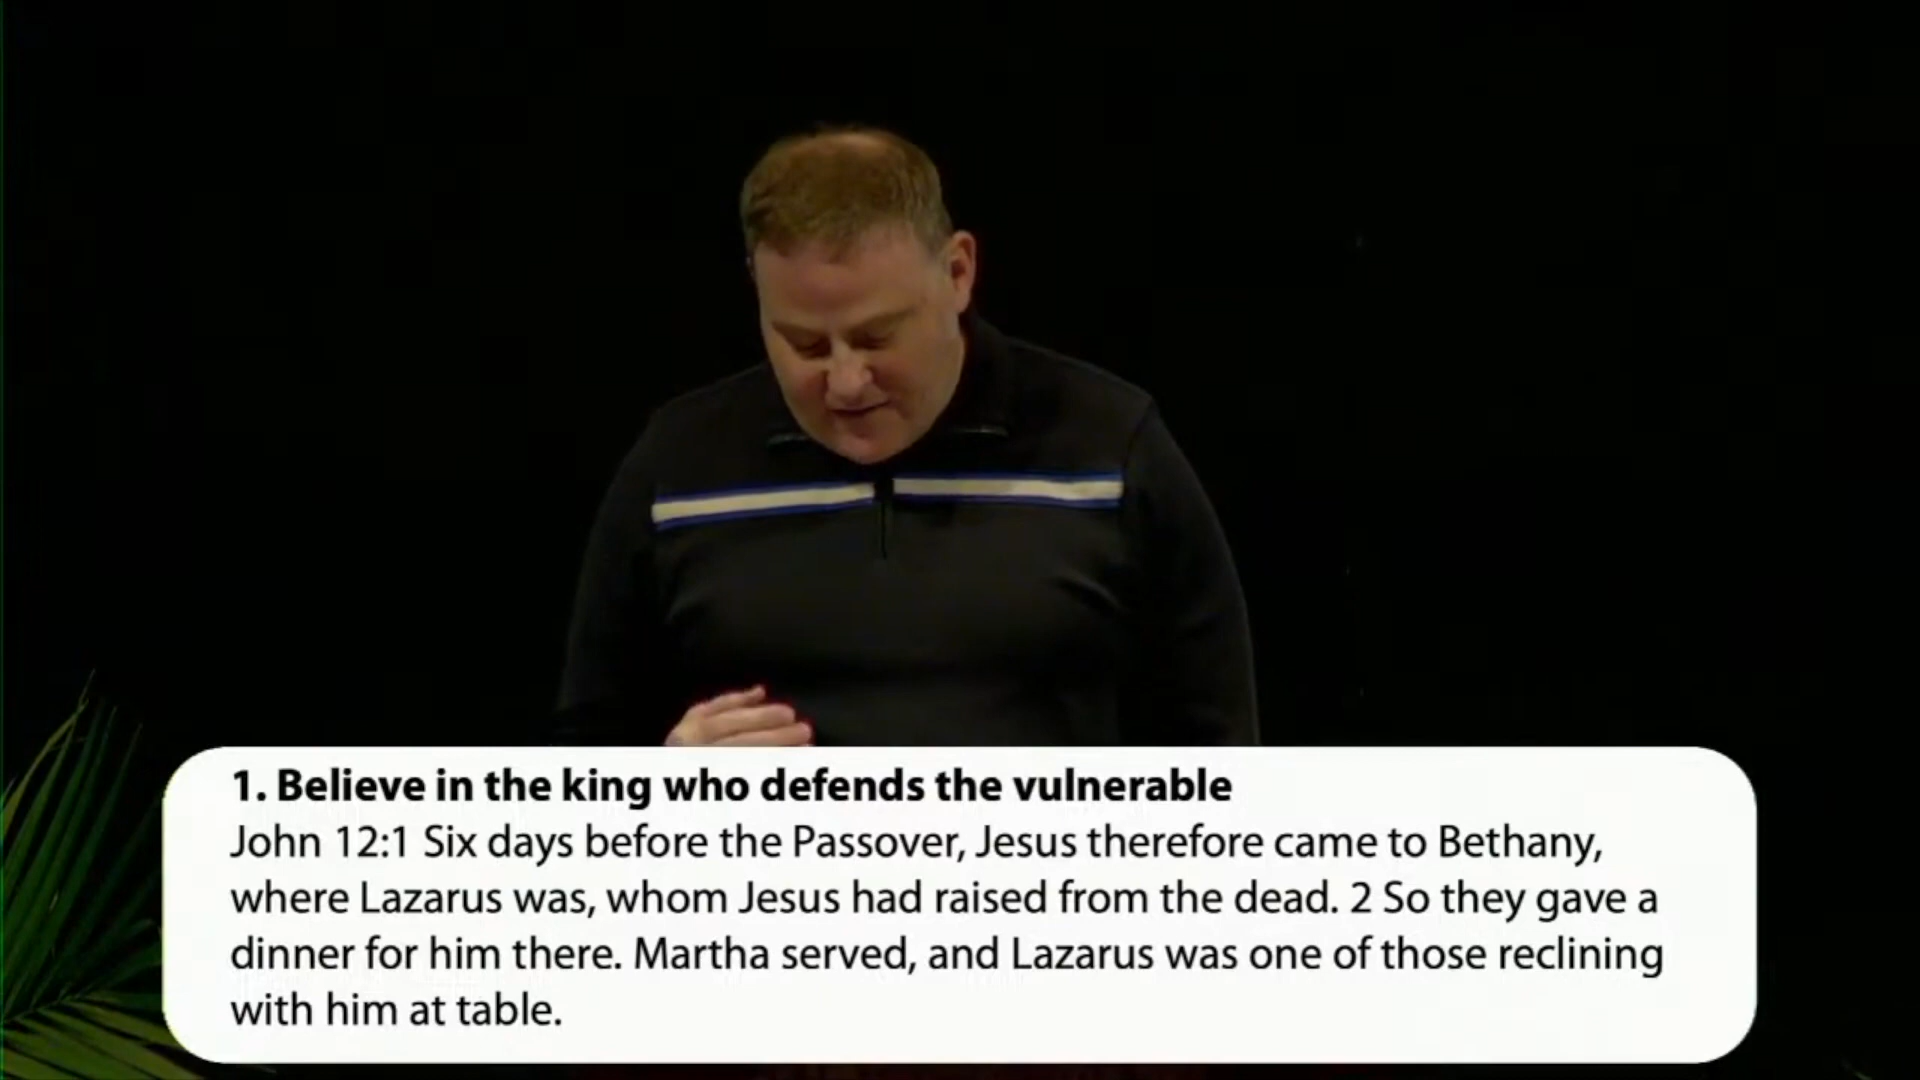 1. Believe in the king who defends the vulnerable
John 12:1 Six days before the Passover, Jesus therefore came to Bethany,
where Lazarus was, whom Jesus had raised from the dead. 2 So they gave a
dinner for him there. Martha served, and Lazarus was one of those reclining
with him at table.